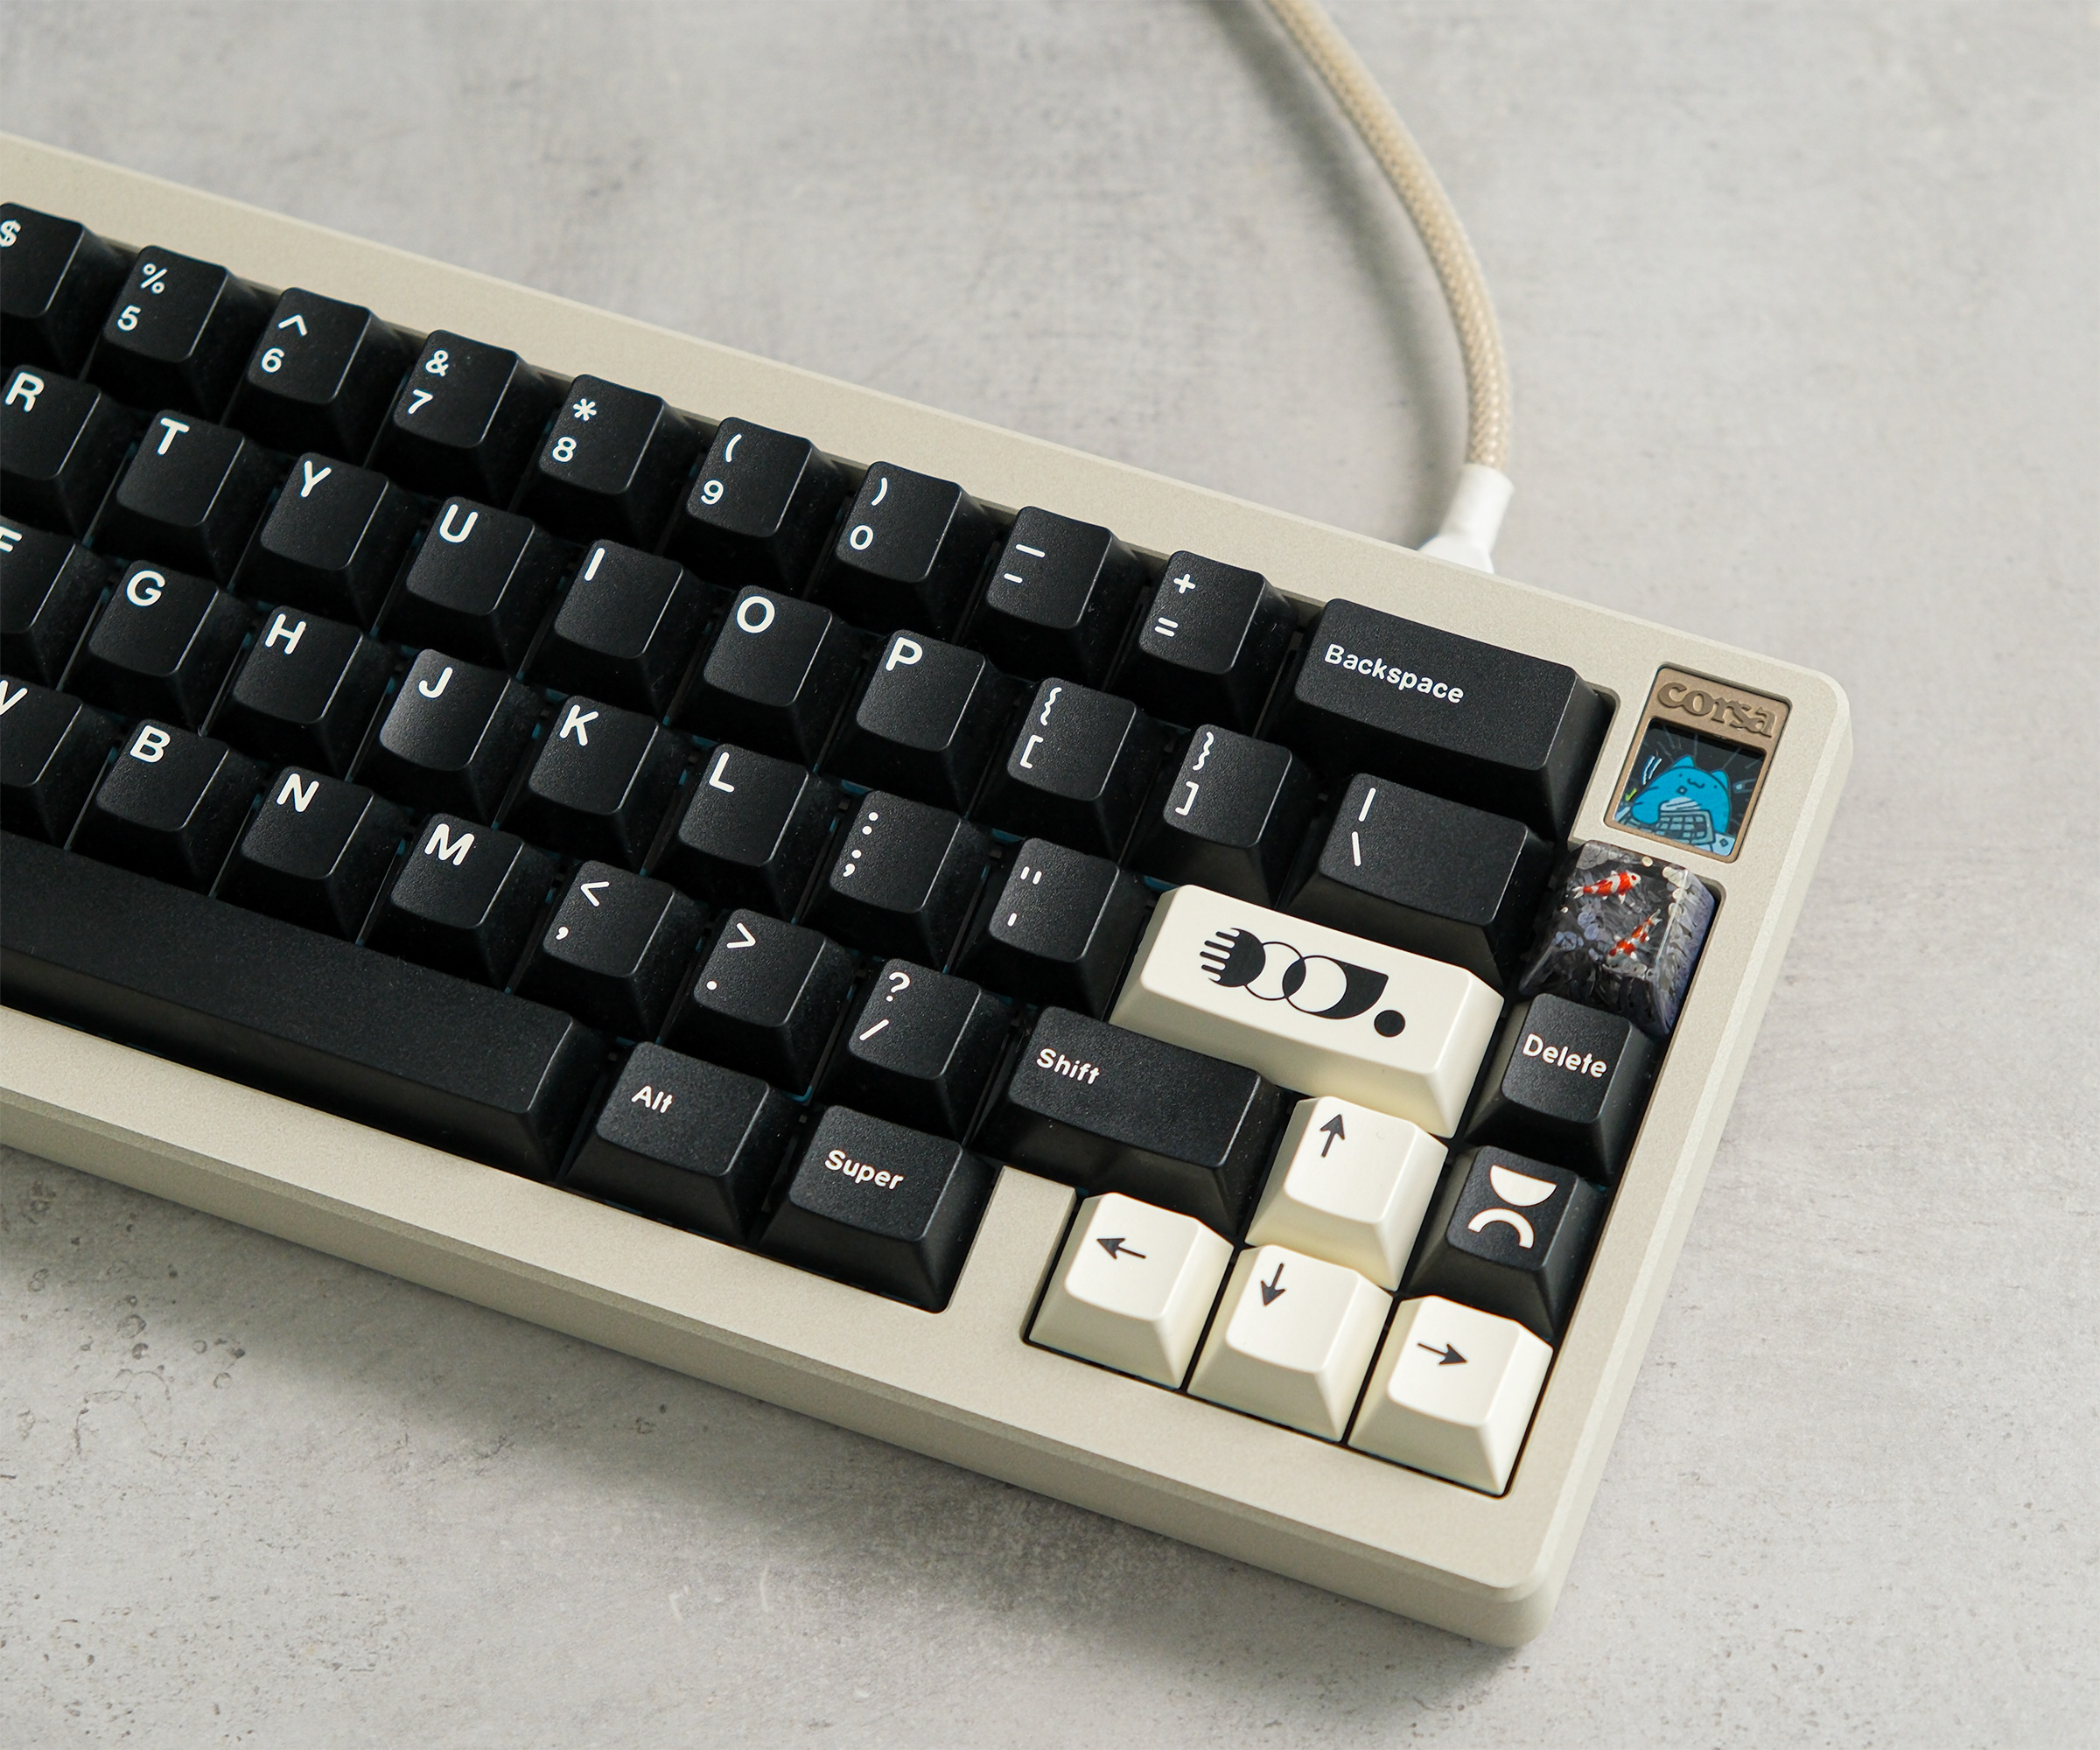 $
%
5
^
6
&
7
*
8
(
9
)
0
_
-
+
=
Backspace
corsa
R
T
Y
U
I
O
P
{
[
}
]
|
\
F
G
H
J
K
L
:
;
"
'
Delete
V
B
N
M
<
,
>
.
?
/
Shift
↑
Alt
Super
←
↓
→